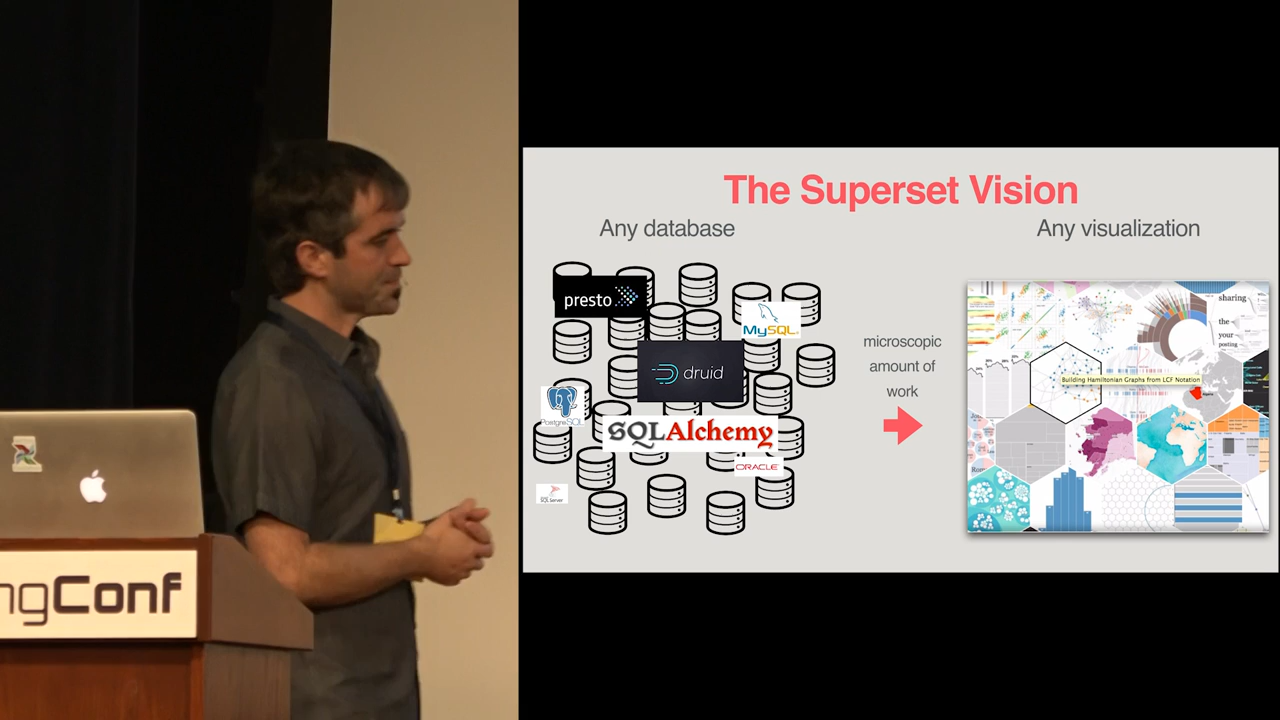 ngConf
The Superset Vision
Any database
Any visualization
presto
MySQL
druid
PostgreSQL
SQLAlchemy
ORACLE
SQL Server
microscopic
amount of
work
sharing
the
your
posting
Building Hamiltonian Graphs from LCF Notation